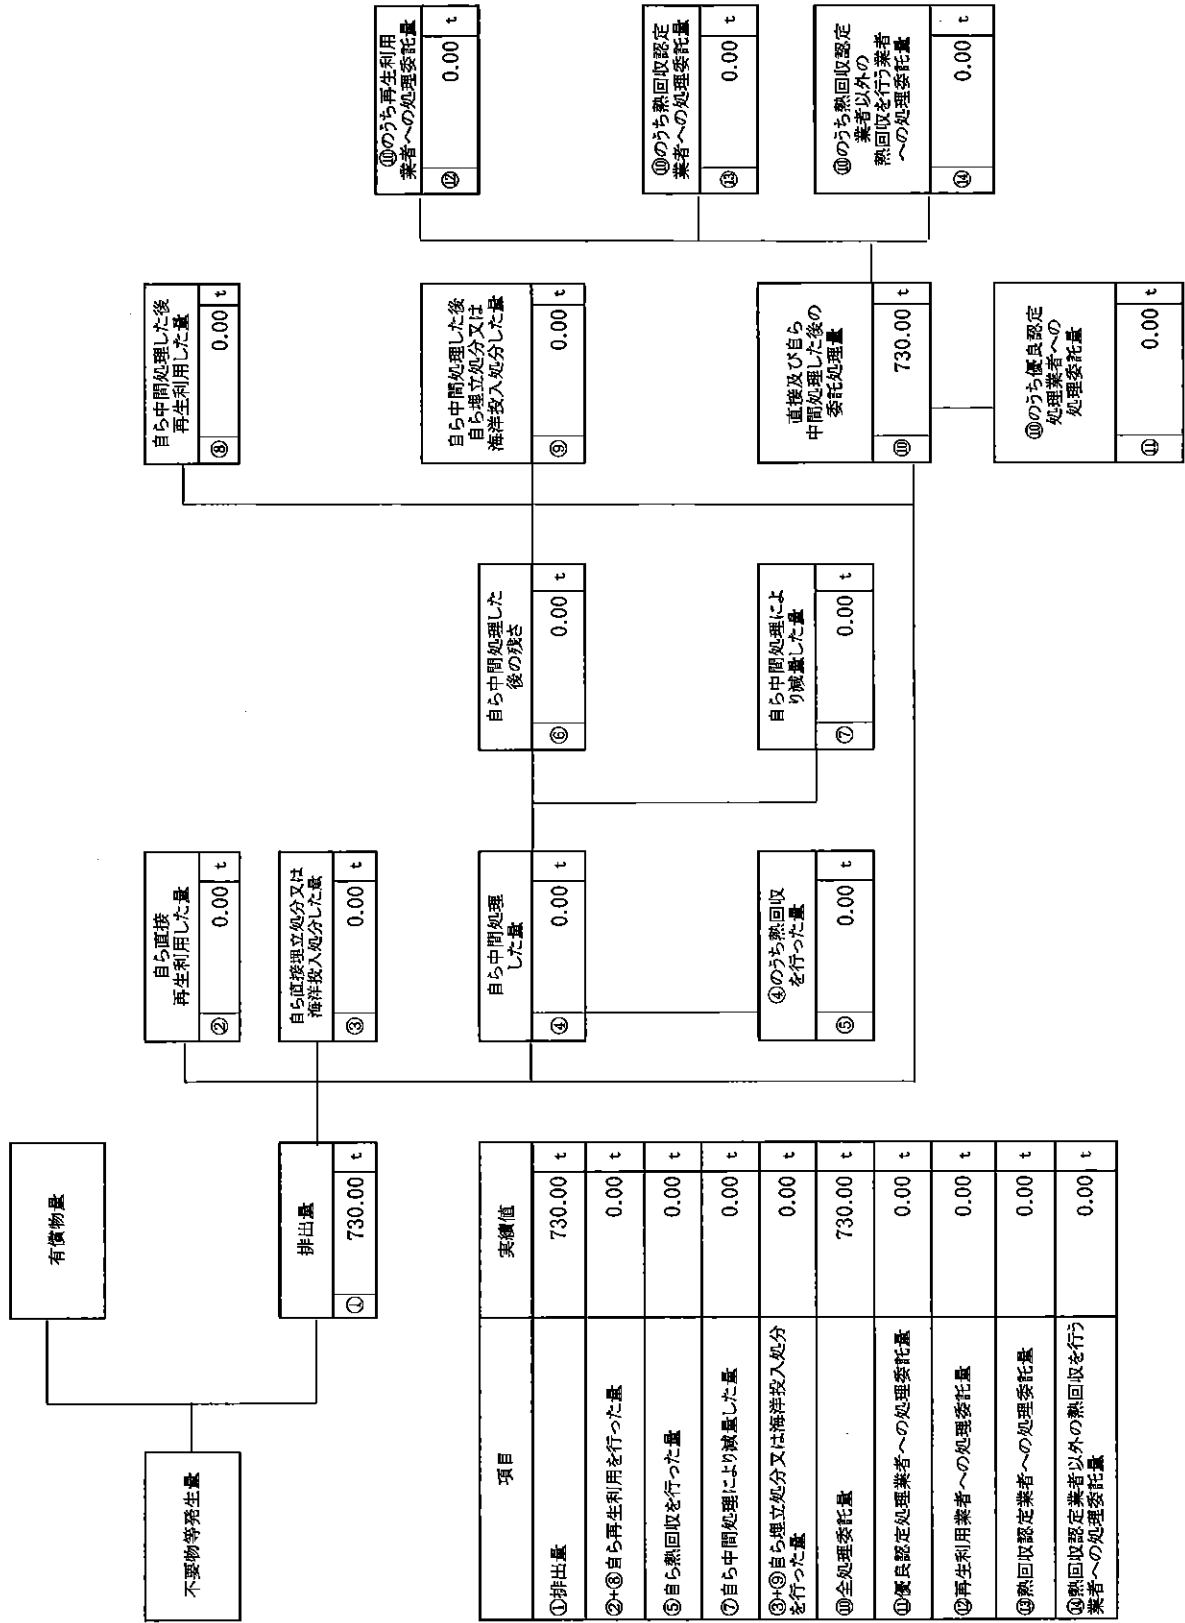 有償物量
不要物等発生量
排出量
① 730.00 t
自ら直接
再生利用した量
② 0.00 t
自ら直接埋立処分又は
海洋投入処分した量
③ 0.00 t
自ら中間処理
した量
④ 0.00 t
④のうち熱回収
を行った量
⑤ 0.00 t
自ら中間処理した
後の残さ
⑥ 0.00 t
自ら中間処理によ
り減量した量
⑦ 0.00 t
自ら中間処理した後
再生利用した量
⑧ 0.00 t
自ら中間処理した後
自ら埋立処分又は
海洋投入処分した量
⑨ 0.00 t
直接及び自ら
中間処理した後の
委託処理量
⑩ 730.00 t
⑩のうち優良認定
処理業者への
処理委託量
⑪ 0.00 t
⑩のうち再生利用
業者への処理委託量
⑫ 0.00 t
⑩のうち熱回収認定
業者への処理委託量
⑬ 0.00 t
⑩のうち熱回収認定
業者以外の
熱回収を行う業者
への処理委託量
⑭ 0.00 t
項目 実績値
①排出量 730.00 t
②+⑧自ら再生利用を行った量 0.00 t
⑤自ら熱回収を行った量 0.00 t
⑦自ら中間処理により減量した量 0.00 t
③+⑨自ら埋立処分又は海洋投入処分
を行った量 0.00 t
⑩全処理委託量 730.00 t
⑪優良認定処理業者への処理委託量 0.00 t
⑫再生利用業者への処理委託量 0.00 t
⑬熱回収認定業者への処理委託量 0.00 t
⑭熱回収認定業者以外の熱回収を行う
業者への処理委託量 0.00 t